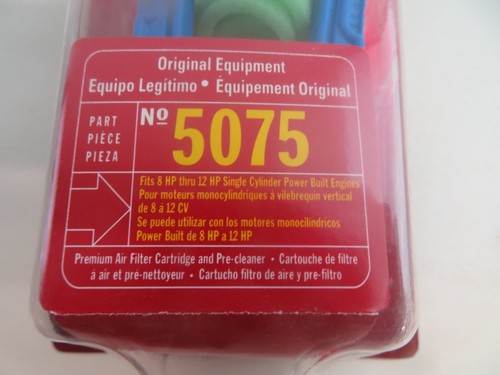 Original Equipment
Equipo Legítimo • Équipement Original
PART
PIÈCE
PIEZA
Nº 5075
Fits 8 HP thru 12 HP Single Cylinder Power Built Engines
Pour moteurs monocylindriques à vilebrequin vertical
de 8 à 12 CV
Se puede utilizar con los motores monocilíndricos
Power Built de 8 HP a 12 HP
Premium Air Filter Cartridge and Pre-cleaner • Cartouche de filtre
à air et pré-nettoyeur • Cartucho filtro de aire y pre-filtro